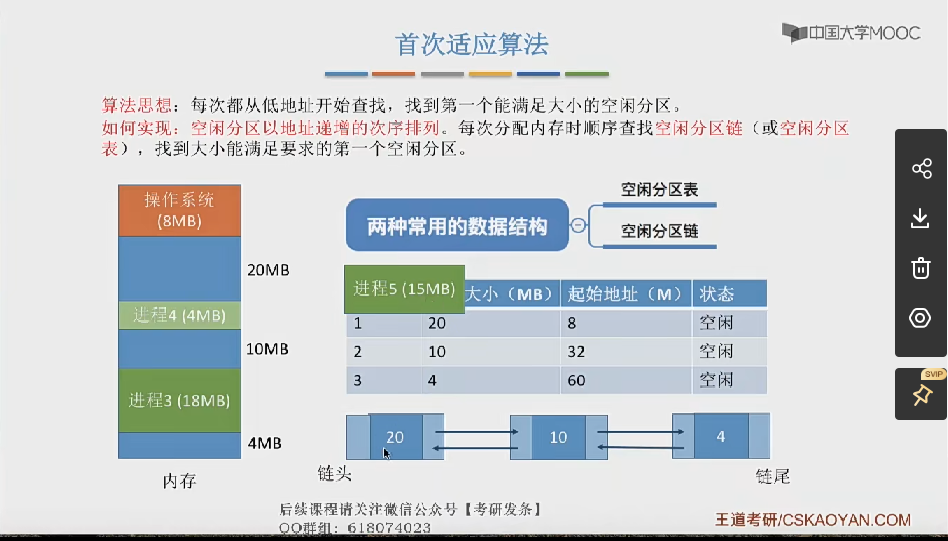 首次适应算法
中国大学MOOC
算法思想：每次都从低地址开始查找，找到第一个能满足大小的空闲分区。
如何实现：空闲分区以地址递增的次序排列。每次分配内存时顺序查找空闲分区链（或空闲分区
表），找到大小能满足要求的第一个空闲分区。
操作系统
(8MB)
20MB
进程4 (4MB)
10MB
进程3 (18MB)
4MB
内存
两种常用的数据结构
空闲分区表
空闲分区链
进程5 (15MB)
大小（MB） 起始地址（M） 状态
1 20 8 空闲
2 10 32 空闲
3 4 60 空闲
20 10 4
链头
链尾
后续课程请关注微信公众号【考研发条】
QQ群组：618074023
王道考研/CSKAOYAN.COM
SVIP